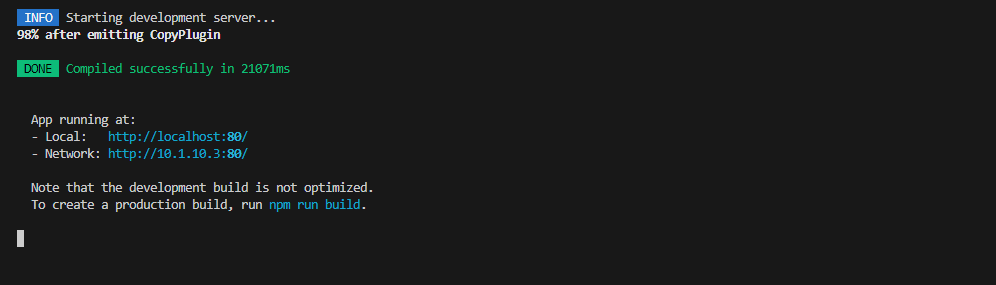 INFO Starting development server...
98% after emitting CopyPlugin
DONE Compiled successfully in 21071ms
App running at:
- Local: http://localhost:80/
- Network: http://10.1.10.3:80/
Note that the development build is not optimized.
To create a production build, run npm run build.